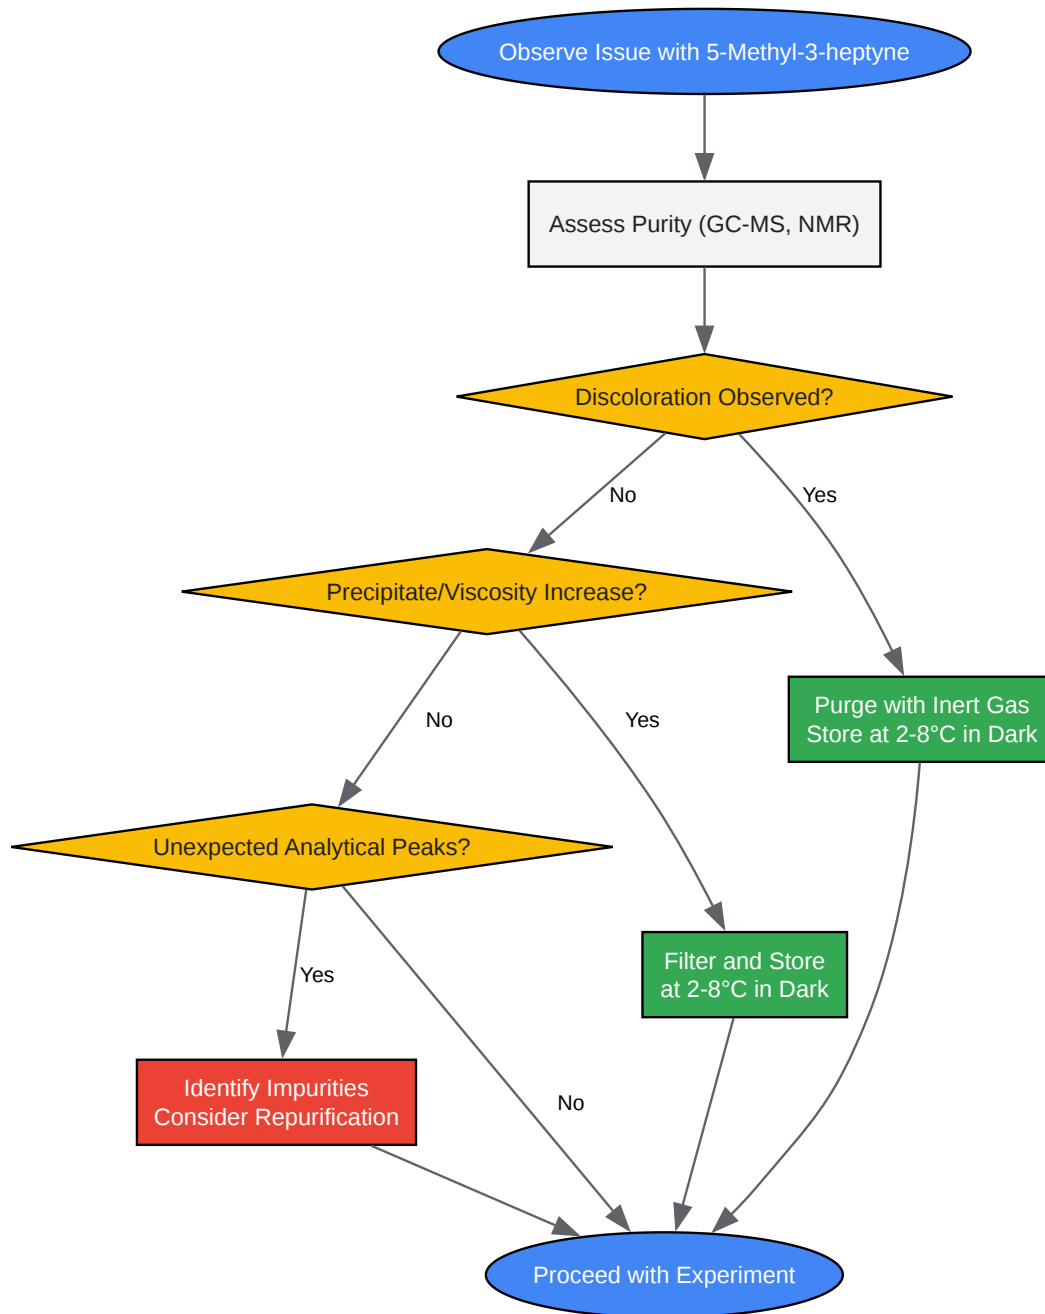 Observe Issue with 5-Methyl-3-heptyne
Assess Purity (GC-MS, NMR)
Discoloration Observed?
No
Yes
Precipitate/Viscosity Increase?
Purge with Inert Gas
Store at 2-8°C in Dark
No
Yes
Unexpected Analytical Peaks?
Filter and Store
at 2-8°C in Dark
Yes
No
Identify Impurities
Consider Repurification
Proceed with Experiment